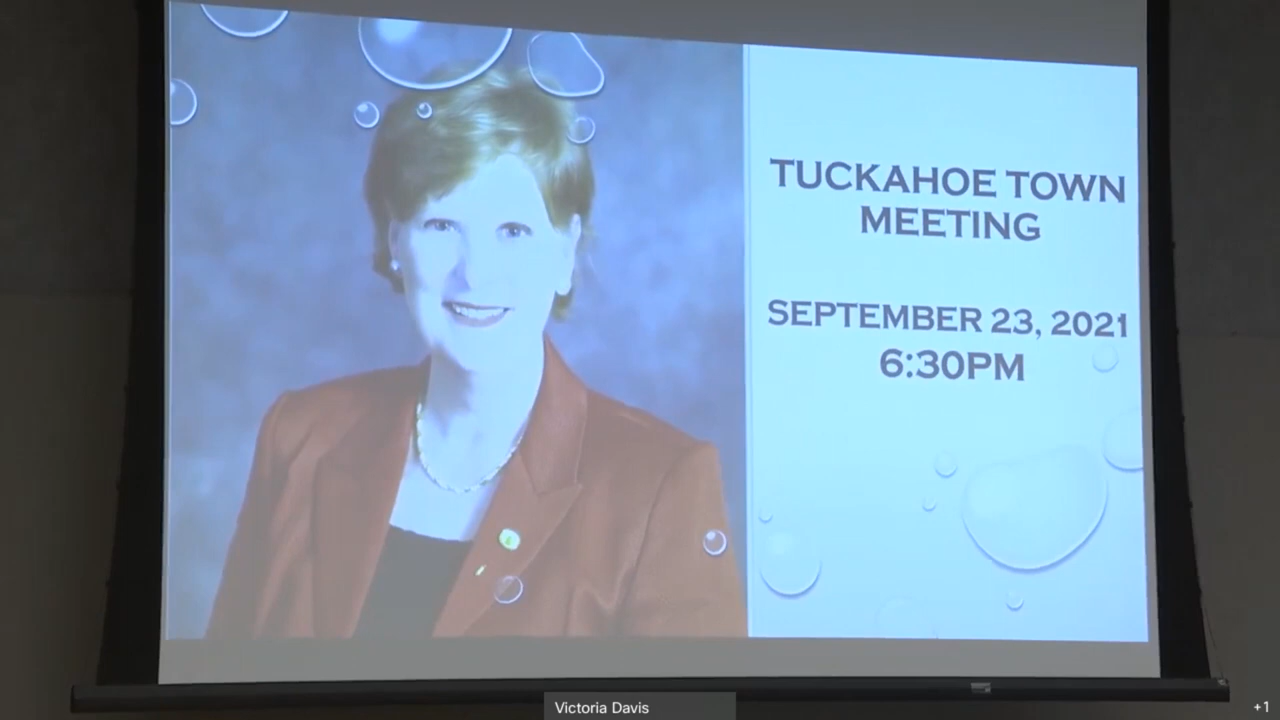 TUCKAHOE TOWN
MEETING
SEPTEMBER 23, 2021
6:30PM
Victoria Davis
+1